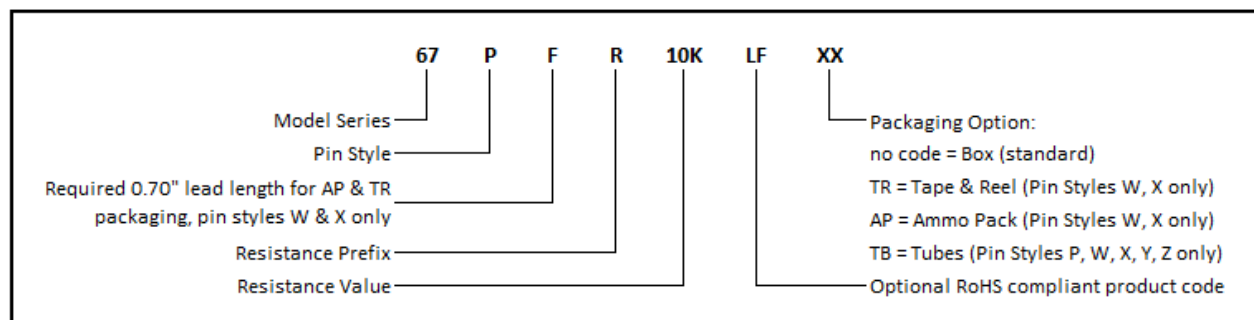 67 P F R 10K LF XX
Model Series
Pin Style
Required 0.70" lead length for AP & TR
packaging, pin styles W & X only
Resistance Prefix
Resistance Value
Packaging Option:
no code = Box (standard)
TR = Tape & Reel (Pin Styles W, X only)
AP = Ammo Pack (Pin Styles W, X only)
TB = Tubes (Pin Styles P, W, X, Y, Z only)
Optional RoHS compliant product code